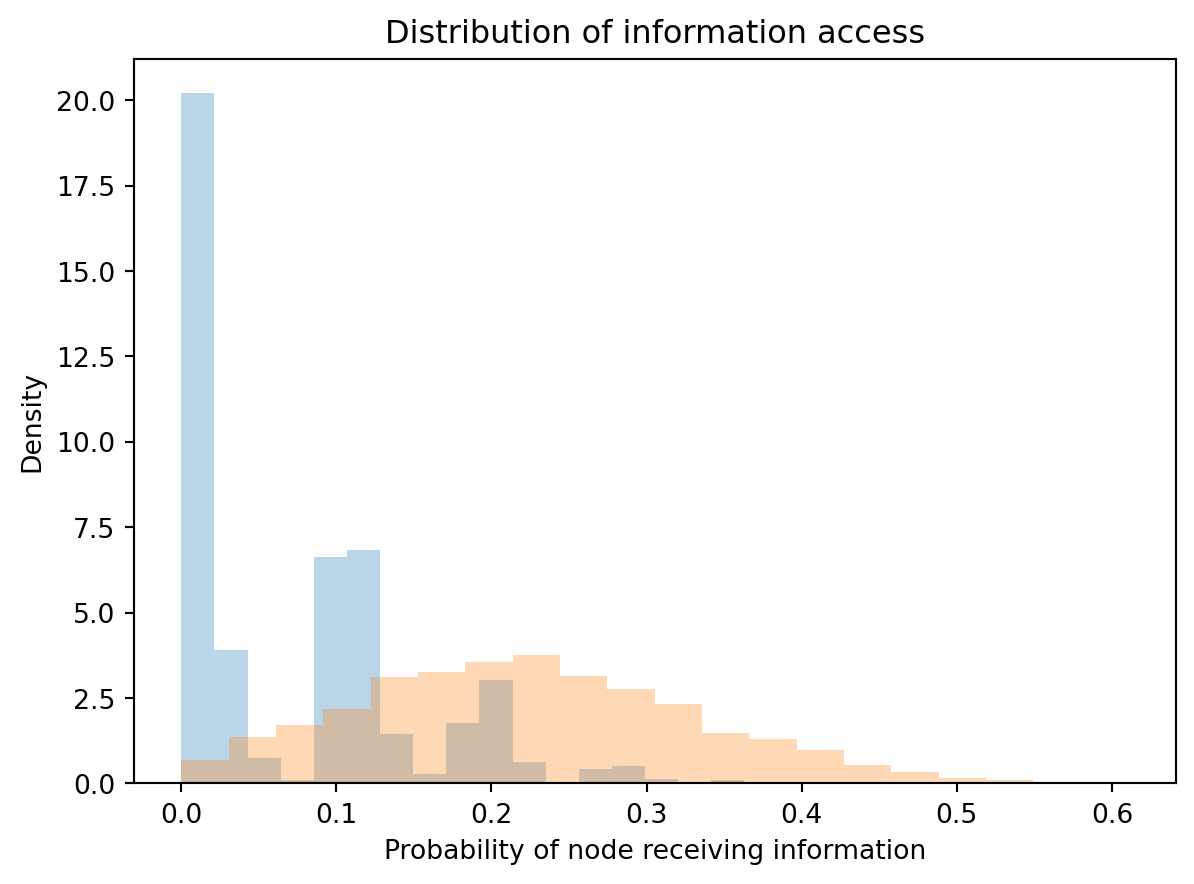 Distribution of information access
20.0
17.5
15.0
12.5
10.0
7.5
5.0
2.5
0.0
Density
0.0 0.1 0.2 0.3 0.4 0.5 0.6
Probability of node receiving information